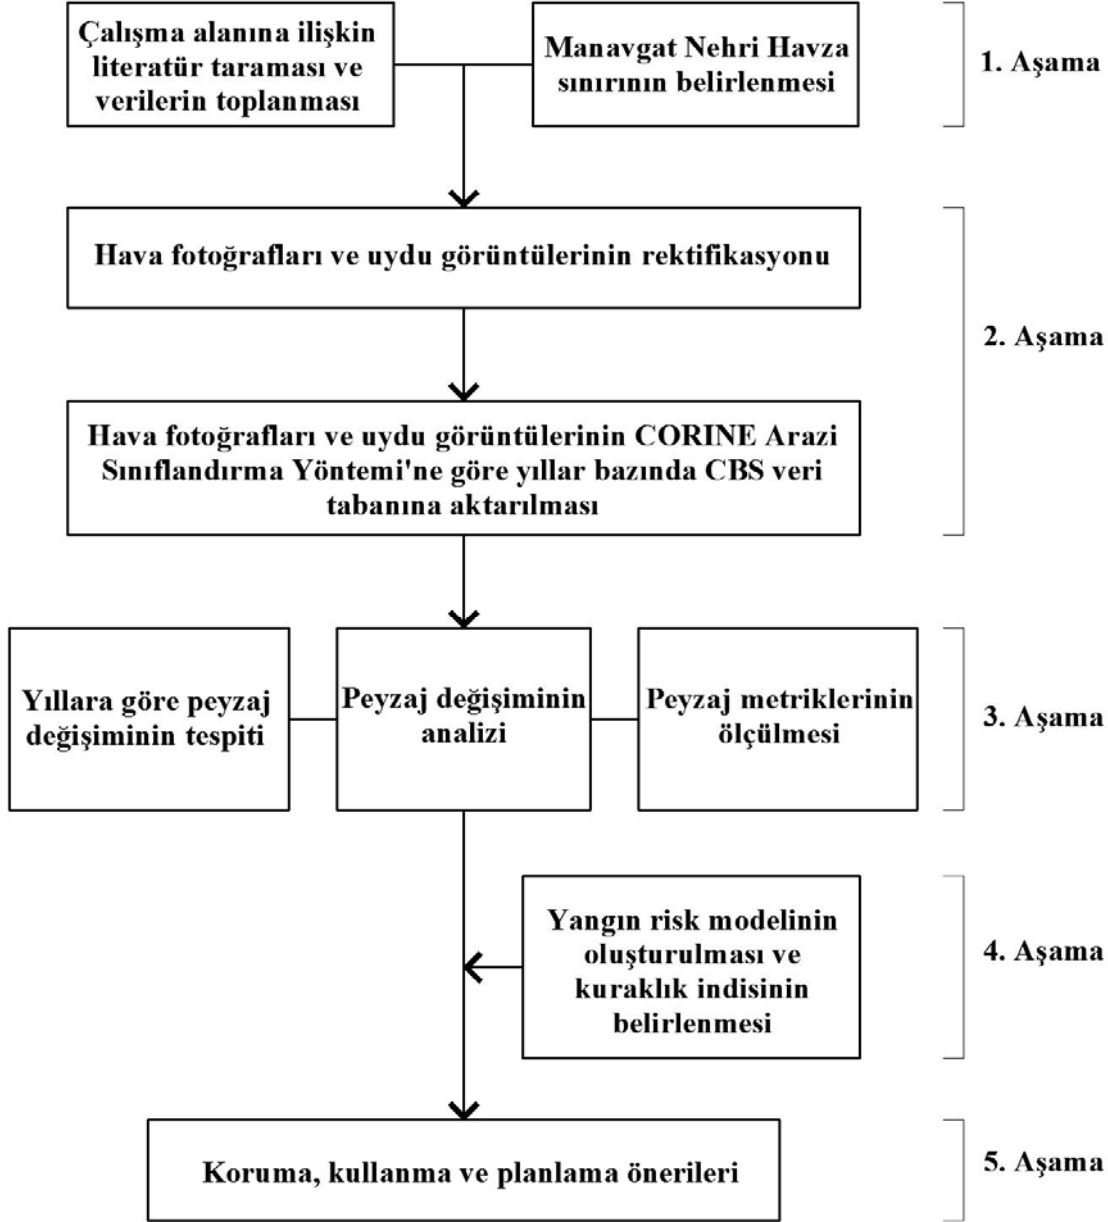 Çalışma alanına ilişkin
literatür taraması ve
verilerin toplanması
Manavgat Nehri Havza
sınırının belirlenmesi
1. Aşama
Hava fotoğrafları ve uydu görüntülerinin rektifikasyonu
2. Aşama
Hava fotoğrafları ve uydu görüntülerinin CORINE Arazi
Sınıflandırma Yöntemi'ne göre yıllar bazında CBS veri
tabanına aktarılması
Yıllara göre peyzaj
değişiminin tespiti
Peyzaj değişiminin
analizi
Peyzaj metriklerinin
ölçülmesi
3. Aşama
Yangın risk modelinin
oluşturulması ve
kuraklık indisinin
belirlenmesi
4. Aşama
Koruma, kullanma ve planlama önerileri
5. Aşama